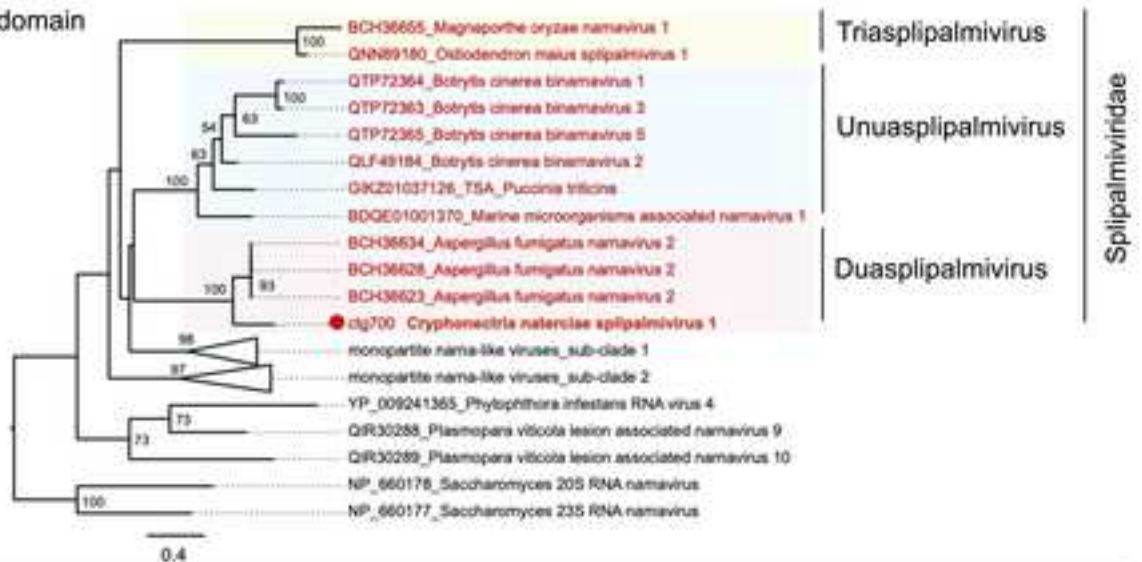 domain
BCH36655_Magnaporthe oryzae narnavirus 1
QNN89180_Oidiodendron maius splipalmivirus 1
QTP72364_Botrytis cinerea binarnavirus 1
QTP72363_Botrytis cinerea binarnavirus 3
QTP72365_Botrytis cinerea binarnavirus 5
QLF49184_Botrytis cinerea binarnavirus 2
GIKZ01037126_TSA_Puccinia triticina
BDQE01001370_Marine microorganisms associated narnavirus 1
BCH36634_Aspergillus fumigatus narnavirus 2
BCH36628_Aspergillus fumigatus narnavirus 2
BCH36623_Aspergillus fumigatus narnavirus 2
ctg700 Cryphonectria naterciae splipalmivirus 1
monopartite narna-like viruses_sub-clade 1
monopartite narna-like viruses_sub-clade 2
YP_009241365_Phytophthora infestans RNA virus 4
QIR30288_Plasmopara viticola lesion associated narnavirus 9
QIR30289_Plasmopara viticola lesion associated narnavirus 10
NP_660178_Saccharomyces 20S RNA narnavirus
NP_660177_Saccharomyces 23S RNA narnavirus
Triasplipalmivirus
Unuasplipalmivirus
Duasplipalmivirus
Splipalmiviridae
100
100
63
54
63
100
100
93
98
97
73
73
100
0.4